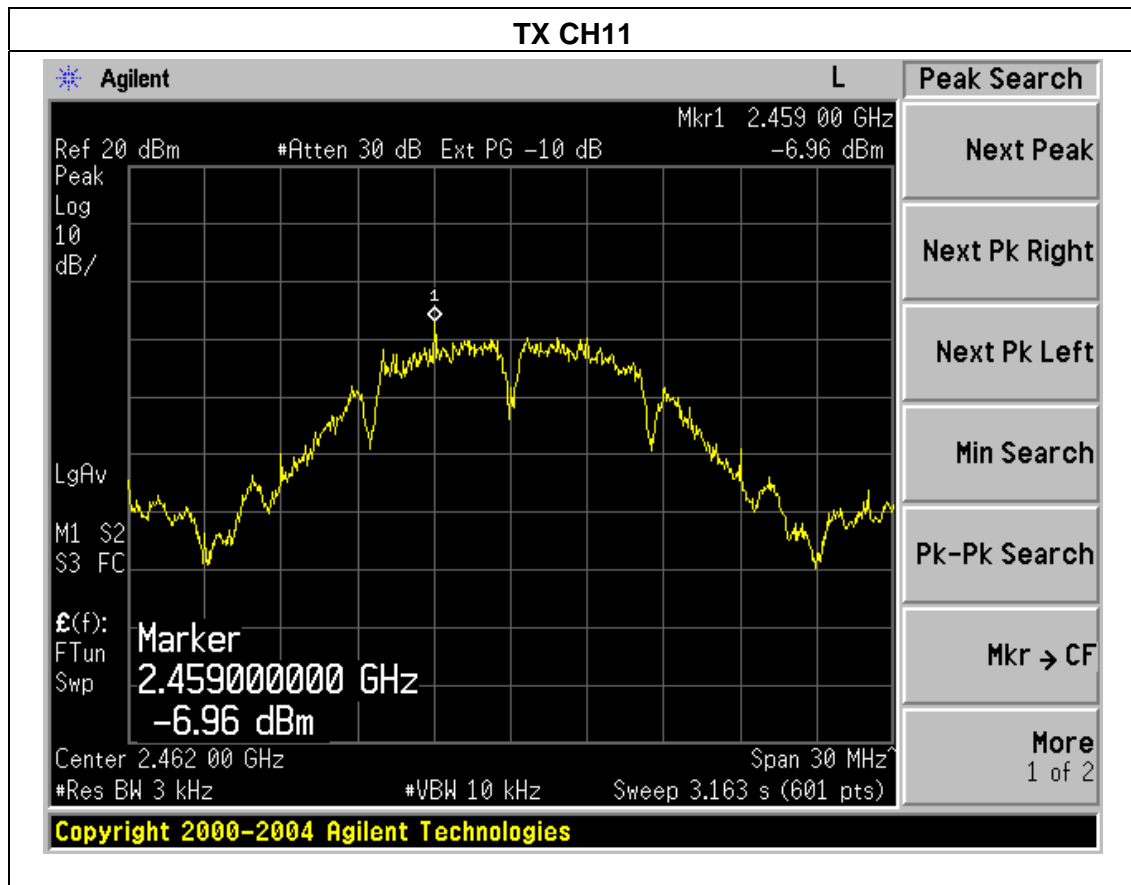 TX CH11
Agilent L Peak Search
Mkr1 2.459 00 GHz
Ref 20 dBm #Atten 30 dB Ext PG -10 dB -6.96 dBm
Peak
Log
10
dB/
1
LgAv
M1 S2
S3 FC
£(f):
FTun
Swp
Marker
2.459000000 GHz
-6.96 dBm
Center 2.462 00 GHz Span 30 MHz^
#Res BW 3 kHz #VBW 10 kHz Sweep 3.163 s (601 pts)
Next Peak
Next Pk Right
Next Pk Left
Min Search
Pk-Pk Search
Mkr → CF
More
1 of 2
Copyright 2000-2004 Agilent Technologies